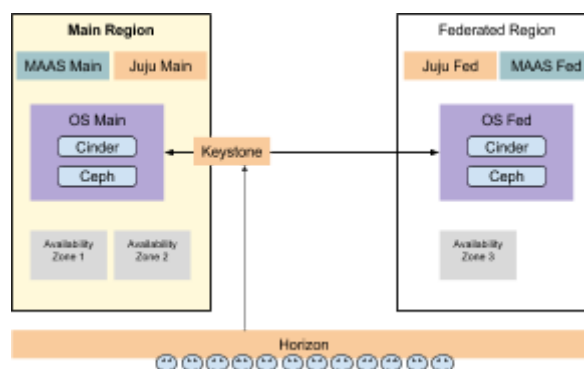 Main Region
MAAS Main
Juju Main
OS Main
Cinder
Ceph
Availability
Zone 1
Availability
Zone 2
Keystone
Federated Region
Juju Fed
MAAS Fed
OS Fed
Cinder
Ceph
Availability
Zone 3
Horizon